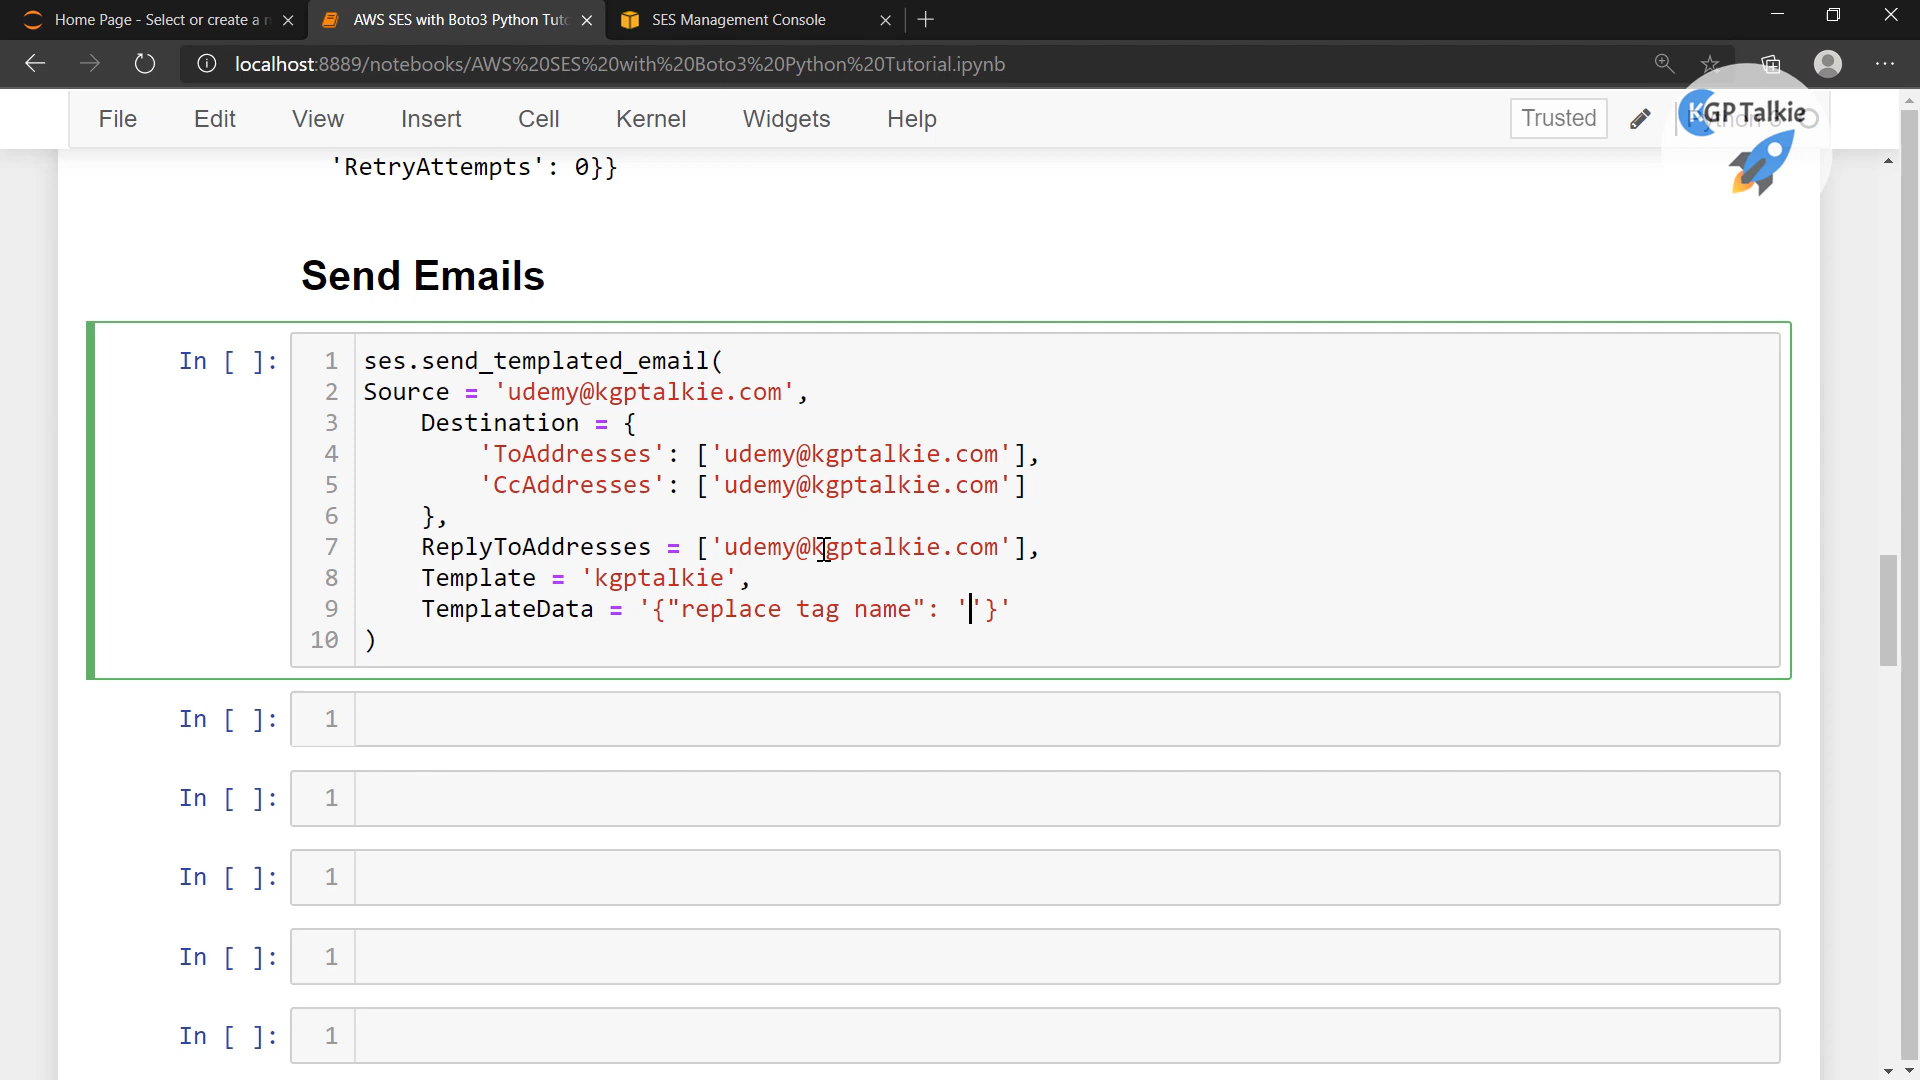 Home Page - Select or create a n
AWS SES with Boto3 Python Tuto
SES Management Console
localhost:8889/notebooks/AWS%20SES%20with%20Boto3%20Python%20Tutorial.ipynb
File Edit View Insert Cell Kernel Widgets Help Trusted
KGPTalkie
'RetryAttempts': 0}}
Send Emails
In [ ]:
1 ses.send_templated_email(
2 Source = 'udemy@kgptalkie.com',
3 Destination = {
4 'ToAddresses': ['udemy@kgptalkie.com'],
5 'CcAddresses': ['udemy@kgptalkie.com']
6 },
7 ReplyToAddresses = ['udemy@kgptalkie.com'],
8 Template = 'kgptalkie',
9 TemplateData = '{"replace tag name": ''}'
10 )
In [ ]: 1
In [ ]: 1
In [ ]: 1
In [ ]: 1
In [ ]: 1